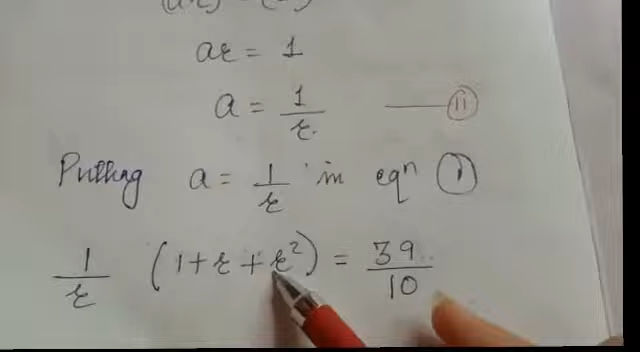 ar = 1
a = 1/r. —— (II)
Putting a = 1/r in eqn (I)
1/r (1+r+r²) = 39/10